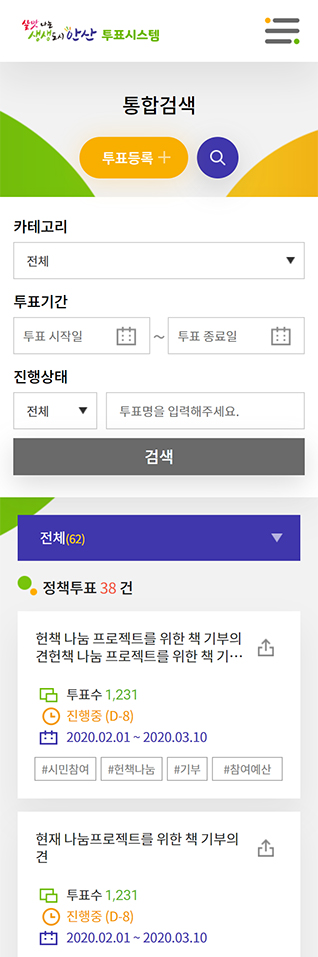 살맛나는
생생도시 안산 투표시스템
통합검색
투표등록 +
카테고리
전체
투표기간
투표 시작일 ~ 투표 종료일
진행상태
전체 투표명을 입력해주세요.
검색
전체(62)
정책투표 38 건
헌책 나눔 프로젝트를 위한 책 기부의
견헌책 나눔 프로젝트를 위한 책 기…
투표수 1,231
진행중 (D-8)
2020.02.01 ~ 2020.03.10
#시민참여 #헌책나눔 #기부 #참여예산
현재 나눔프로젝트를 위한 책 기부의
견
투표수 1,231
진행중 (D-8)
2020.02.01 ~ 2020.03.10